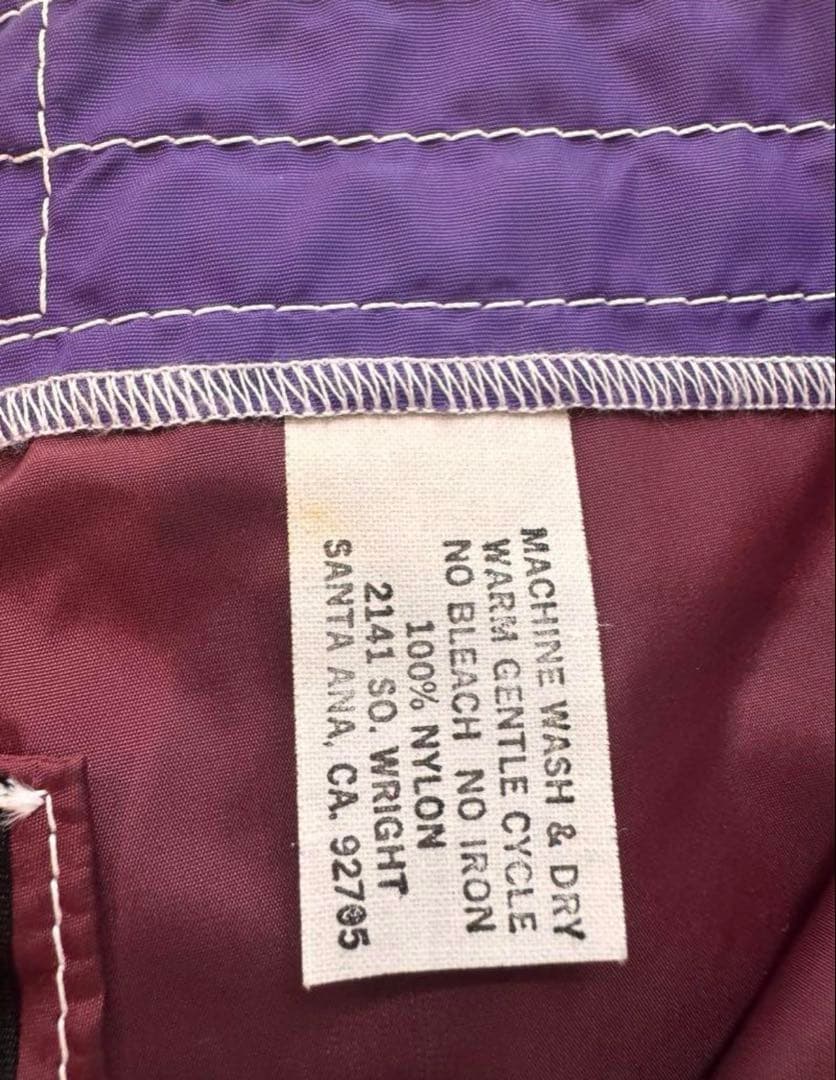 MACHINE WASH & DRY
WARM GENTLE CYCLE
NO BLEACH NO IRON
100% NYLON
2141 SO. WRIGHT
SANTA ANA, CA. 92705